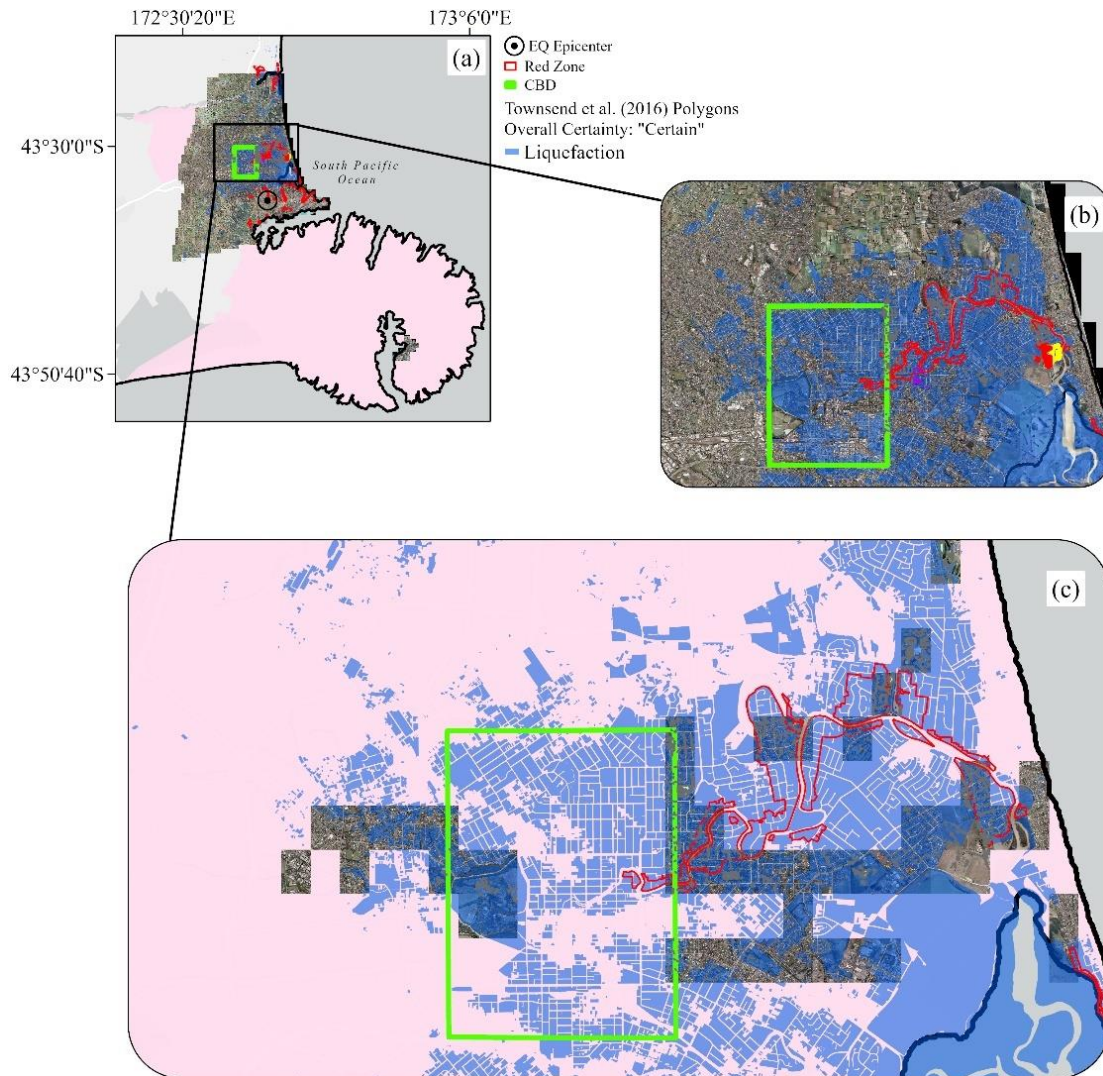 172°30'20"E
173°6'0"E
(a)
EQ Epicenter
Red Zone
CBD
Townsend et al. (2016) Polygons
Overall Certainty: "Certain"
Liquefaction
43°30'0"S
South Pacific
Ocean
43°50'40"S
(b)
(c)